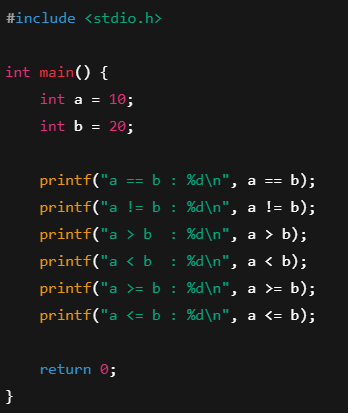 #include <stdio.h>

int main() {
    int a = 10;
    int b = 20;

    printf("a == b : %d\n", a == b);
    printf("a != b : %d\n", a != b);
    printf("a > b  : %d\n", a > b);
    printf("a < b  : %d\n", a < b);
    printf("a >= b : %d\n", a >= b);
    printf("a <= b : %d\n", a <= b);

    return 0;
}